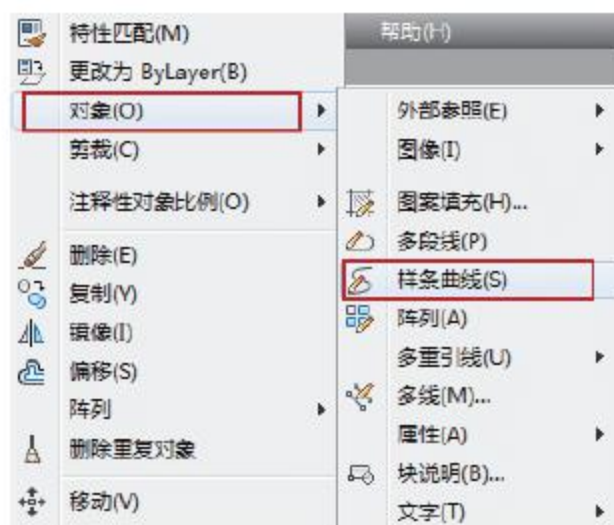 特性匹配(M)
更改为 ByLayer(B)
对象(O)
剪裁(C)
注释性对象比例(O)
删除(E)
复制(Y)
镜像(I)
偏移(S)
阵列
删除重复对象
移动(V)
帮助(H)
外部参照(E)
图像(I)
图案填充(H)...
多段线(P)
样条曲线(S)
阵列(A)
多重引线(U)
多线(M)...
属性(A)
块说明(B)...
文字(T)